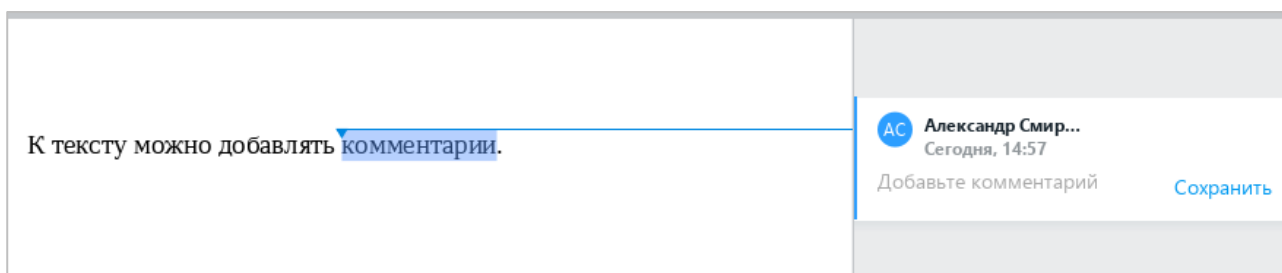 К тексту можно добавлять комментарии.
АС
Александр Смир...
Сегодня, 14:57
Добавьте комментарий
Сохранить